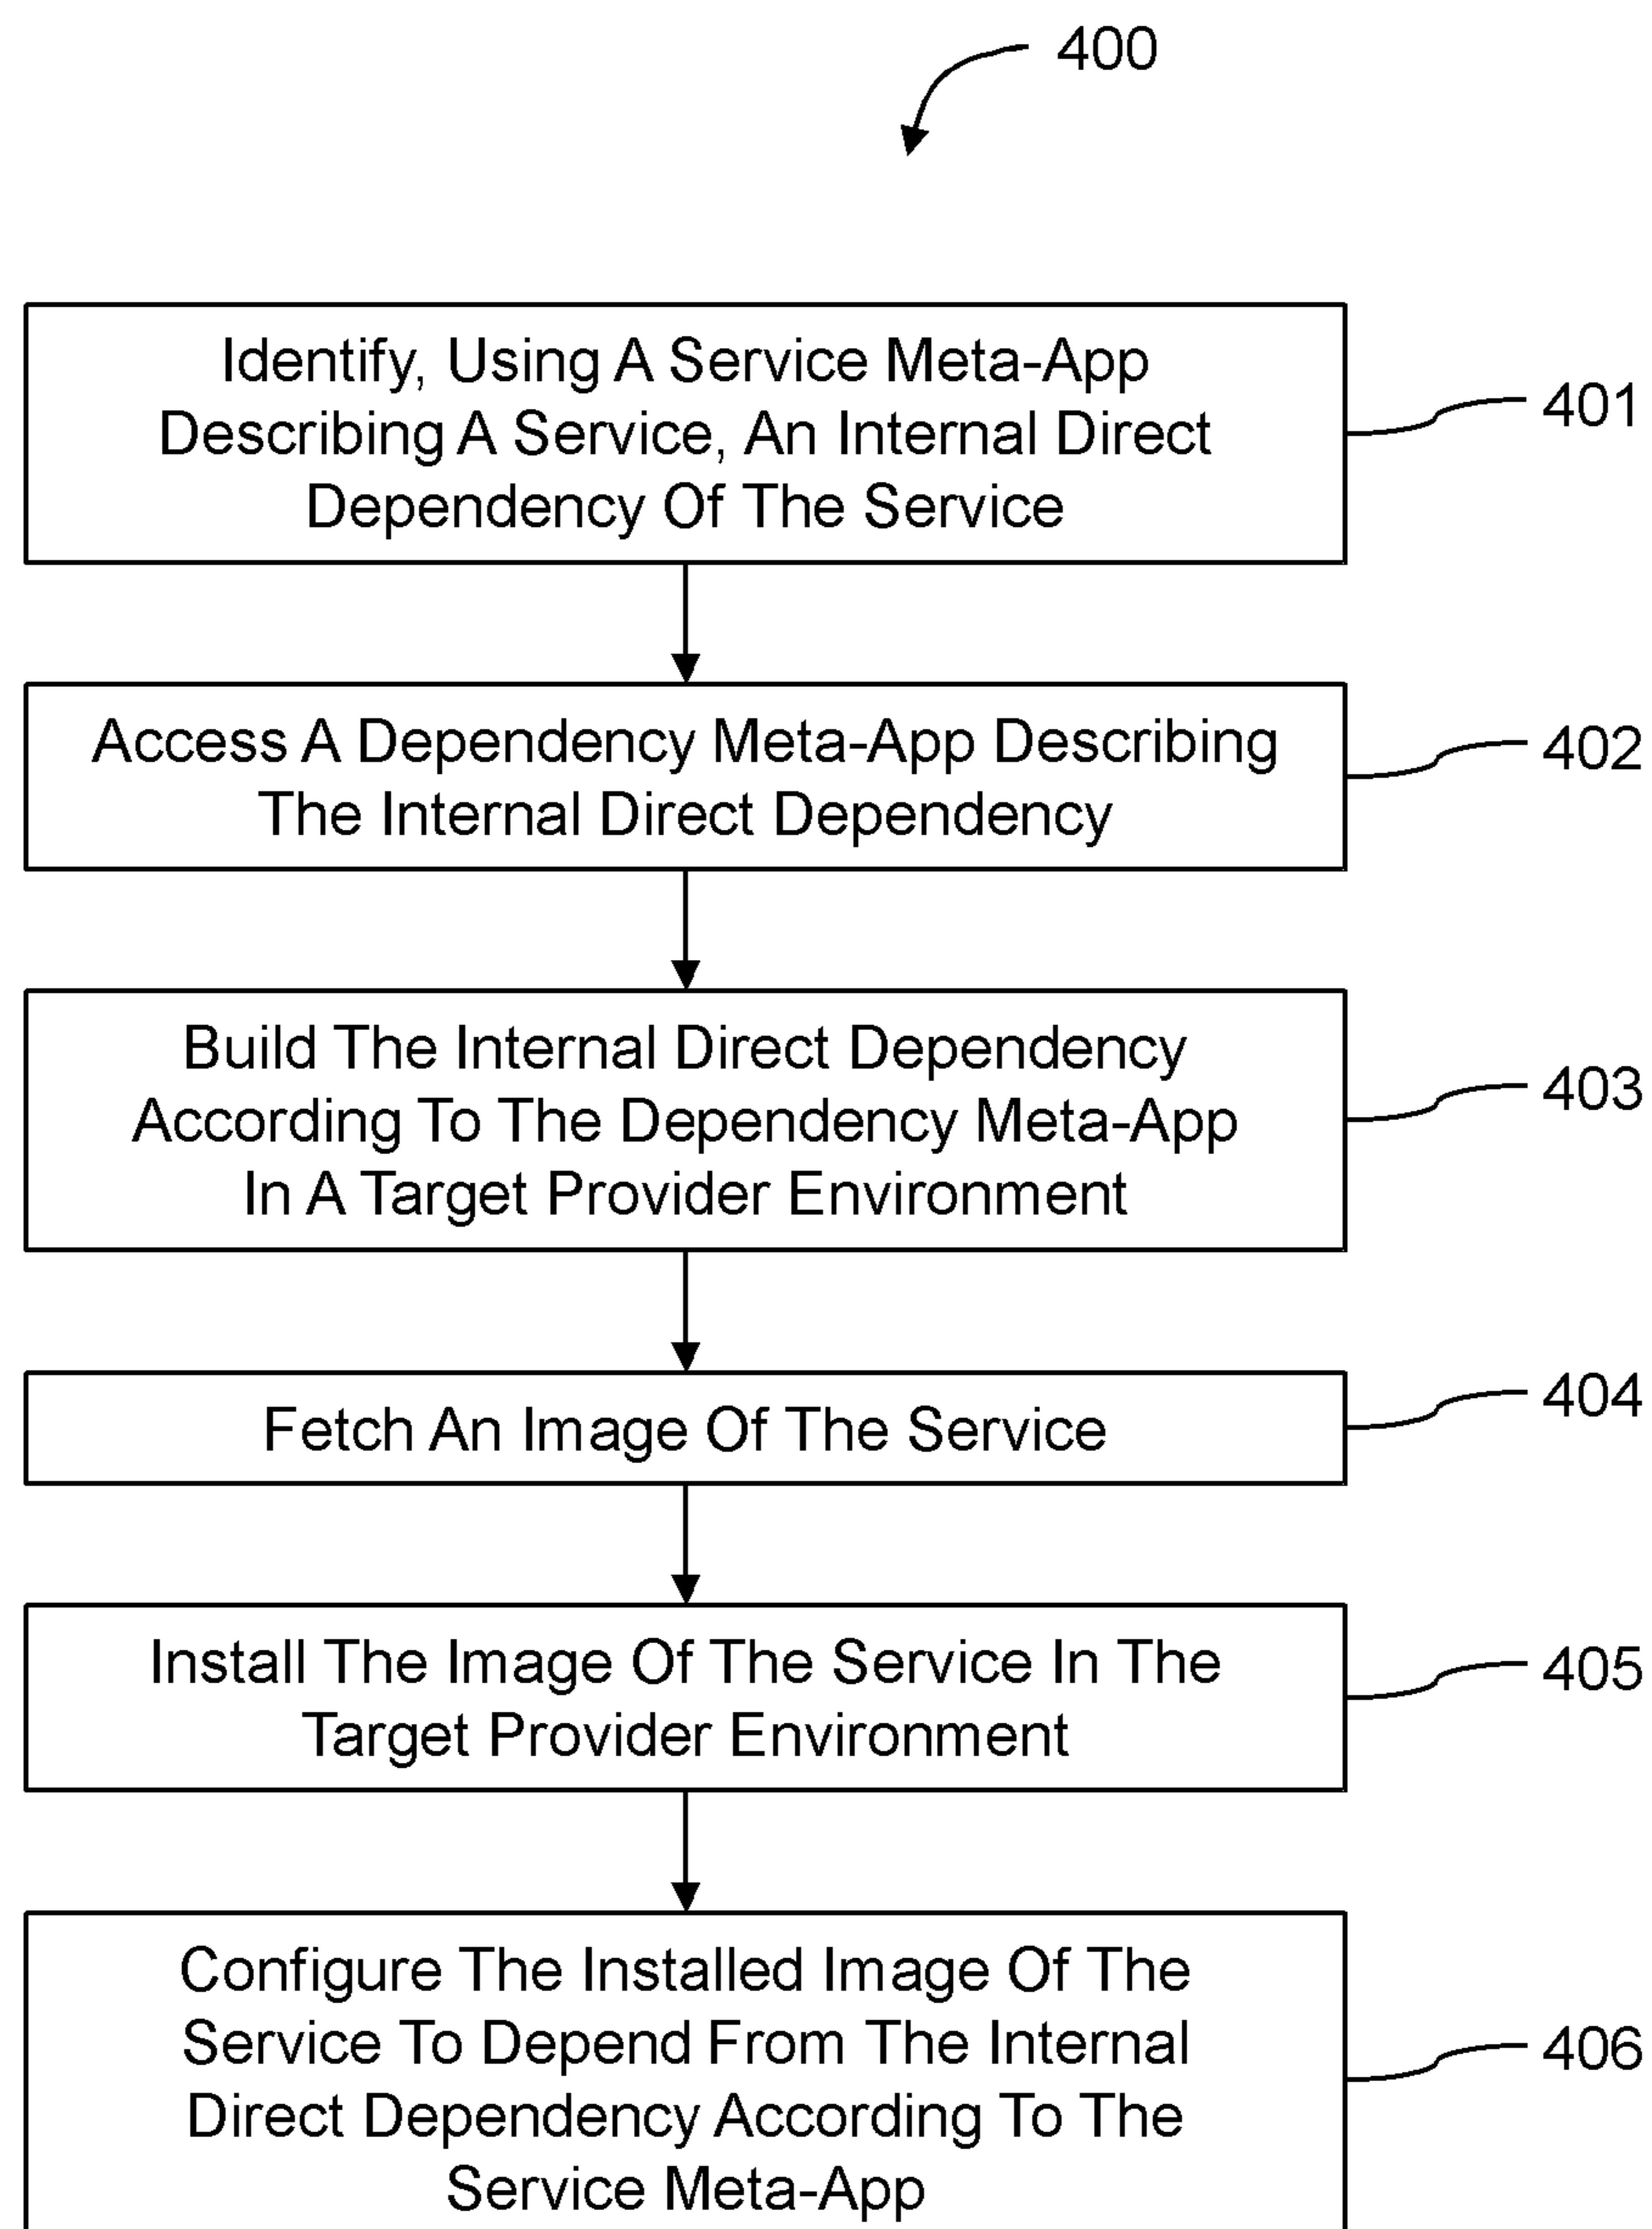 400
Identify, Using A Service Meta-App
Describing A Service, An Internal Direct
Dependency Of The Service
401
Access A Dependency Meta-App Describing
The Internal Direct Dependency
402
Build The Internal Direct Dependency
According To The Dependency Meta-App
In A Target Provider Environment
403
Fetch An Image Of The Service
404
Install The Image Of The Service In The
Target Provider Environment
405
Configure The Installed Image Of The
Service To Depend From The Internal
Direct Dependency According To The
Service Meta-App
406